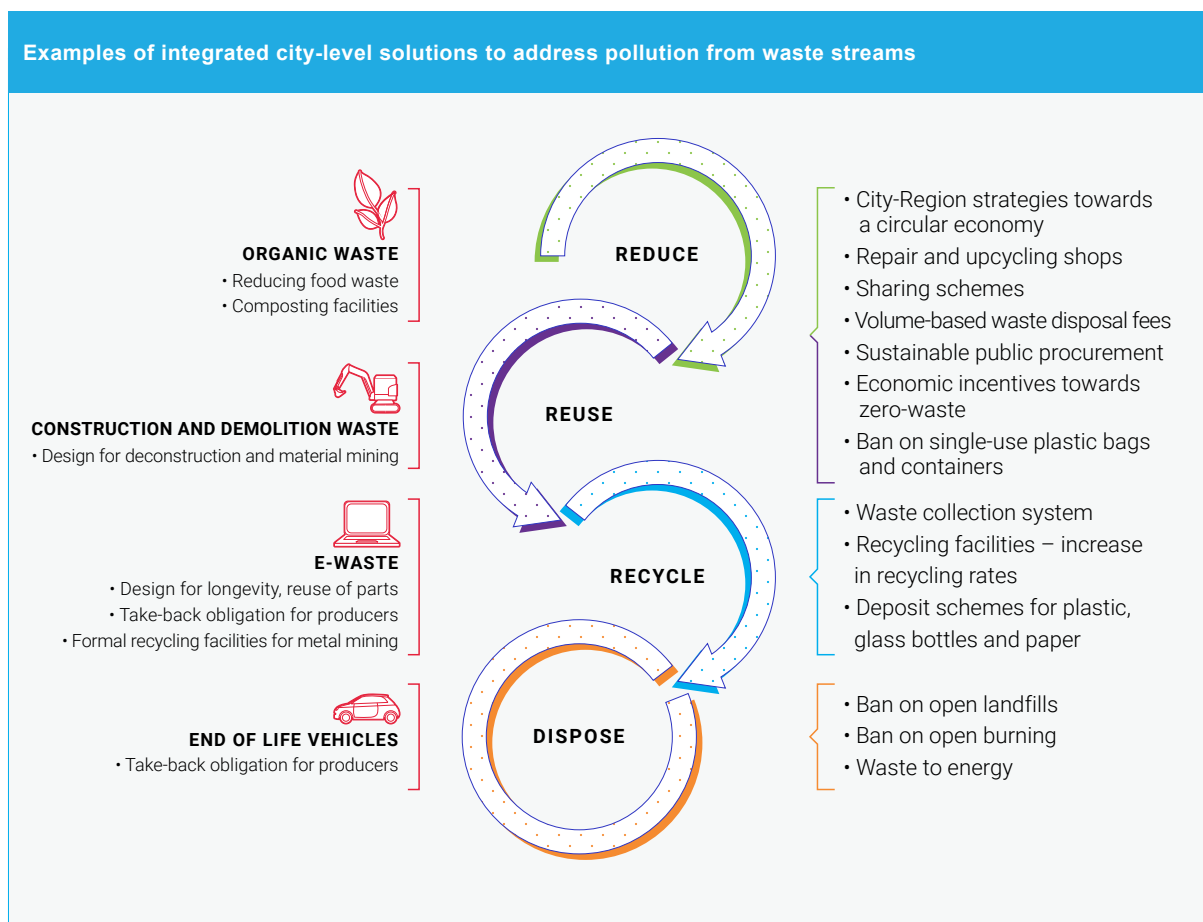 Examples of integrated city-level solutions to address pollution from waste streams
ORGANIC WASTE
• Reducing food waste
• Composting facilities
CONSTRUCTION AND DEMOLITION WASTE
• Design for deconstruction and material mining
E-WASTE
• Design for longevity, reuse of parts
• Take-back obligation for producers
• Formal recycling facilities for metal mining
END OF LIFE VEHICLES
• Take-back obligation for producers
REDUCE
REUSE
RECYCLE
DISPOSE
• City-Region strategies towards
a circular economy
• Repair and upcycling shops
• Sharing schemes
• Volume-based waste disposal fees
• Sustainable public procurement
• Economic incentives towards
zero-waste
• Ban on single-use plastic bags
and containers
• Waste collection system
• Recycling facilities – increase
in recycling rates
• Deposit schemes for plastic,
glass bottles and paper
• Ban on open landfills
• Ban on open burning
• Waste to energy